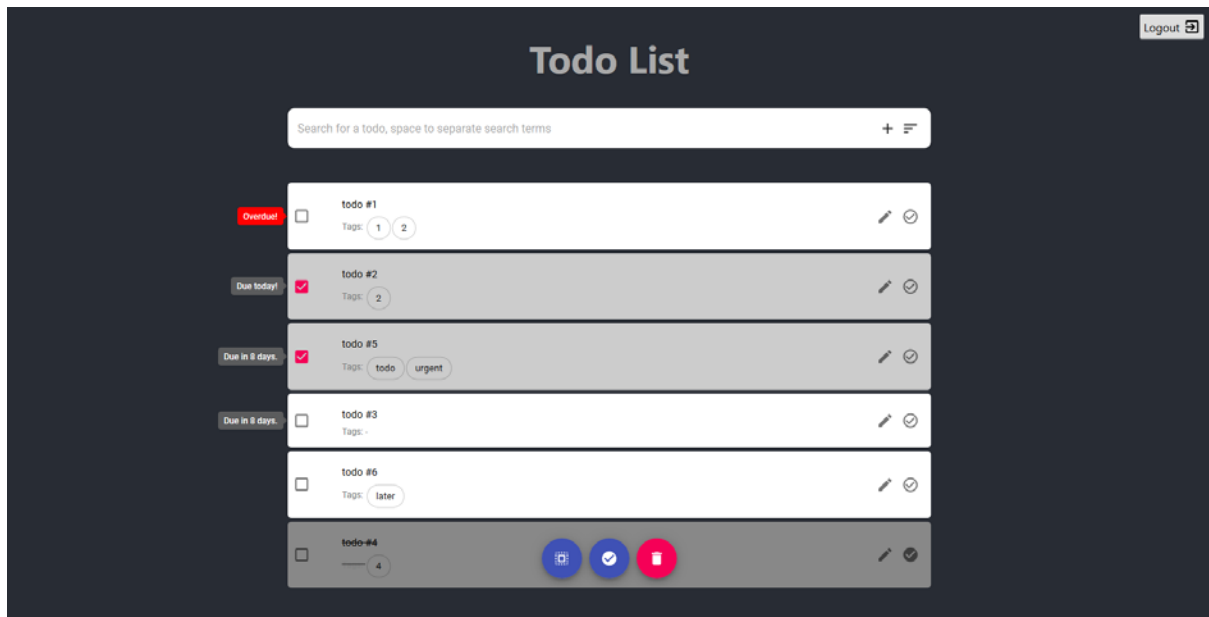 Logout
Todo List
Search for a todo, space to separate search terms
Overdue!
todo #1
Tags: 1 2
Due today!
todo #2
Tags: 2
Due in 8 days.
todo #5
Tags: todo urgent
Due in 8 days.
todo #3
Tags: -
todo #6
Tags: later
todo #4
4